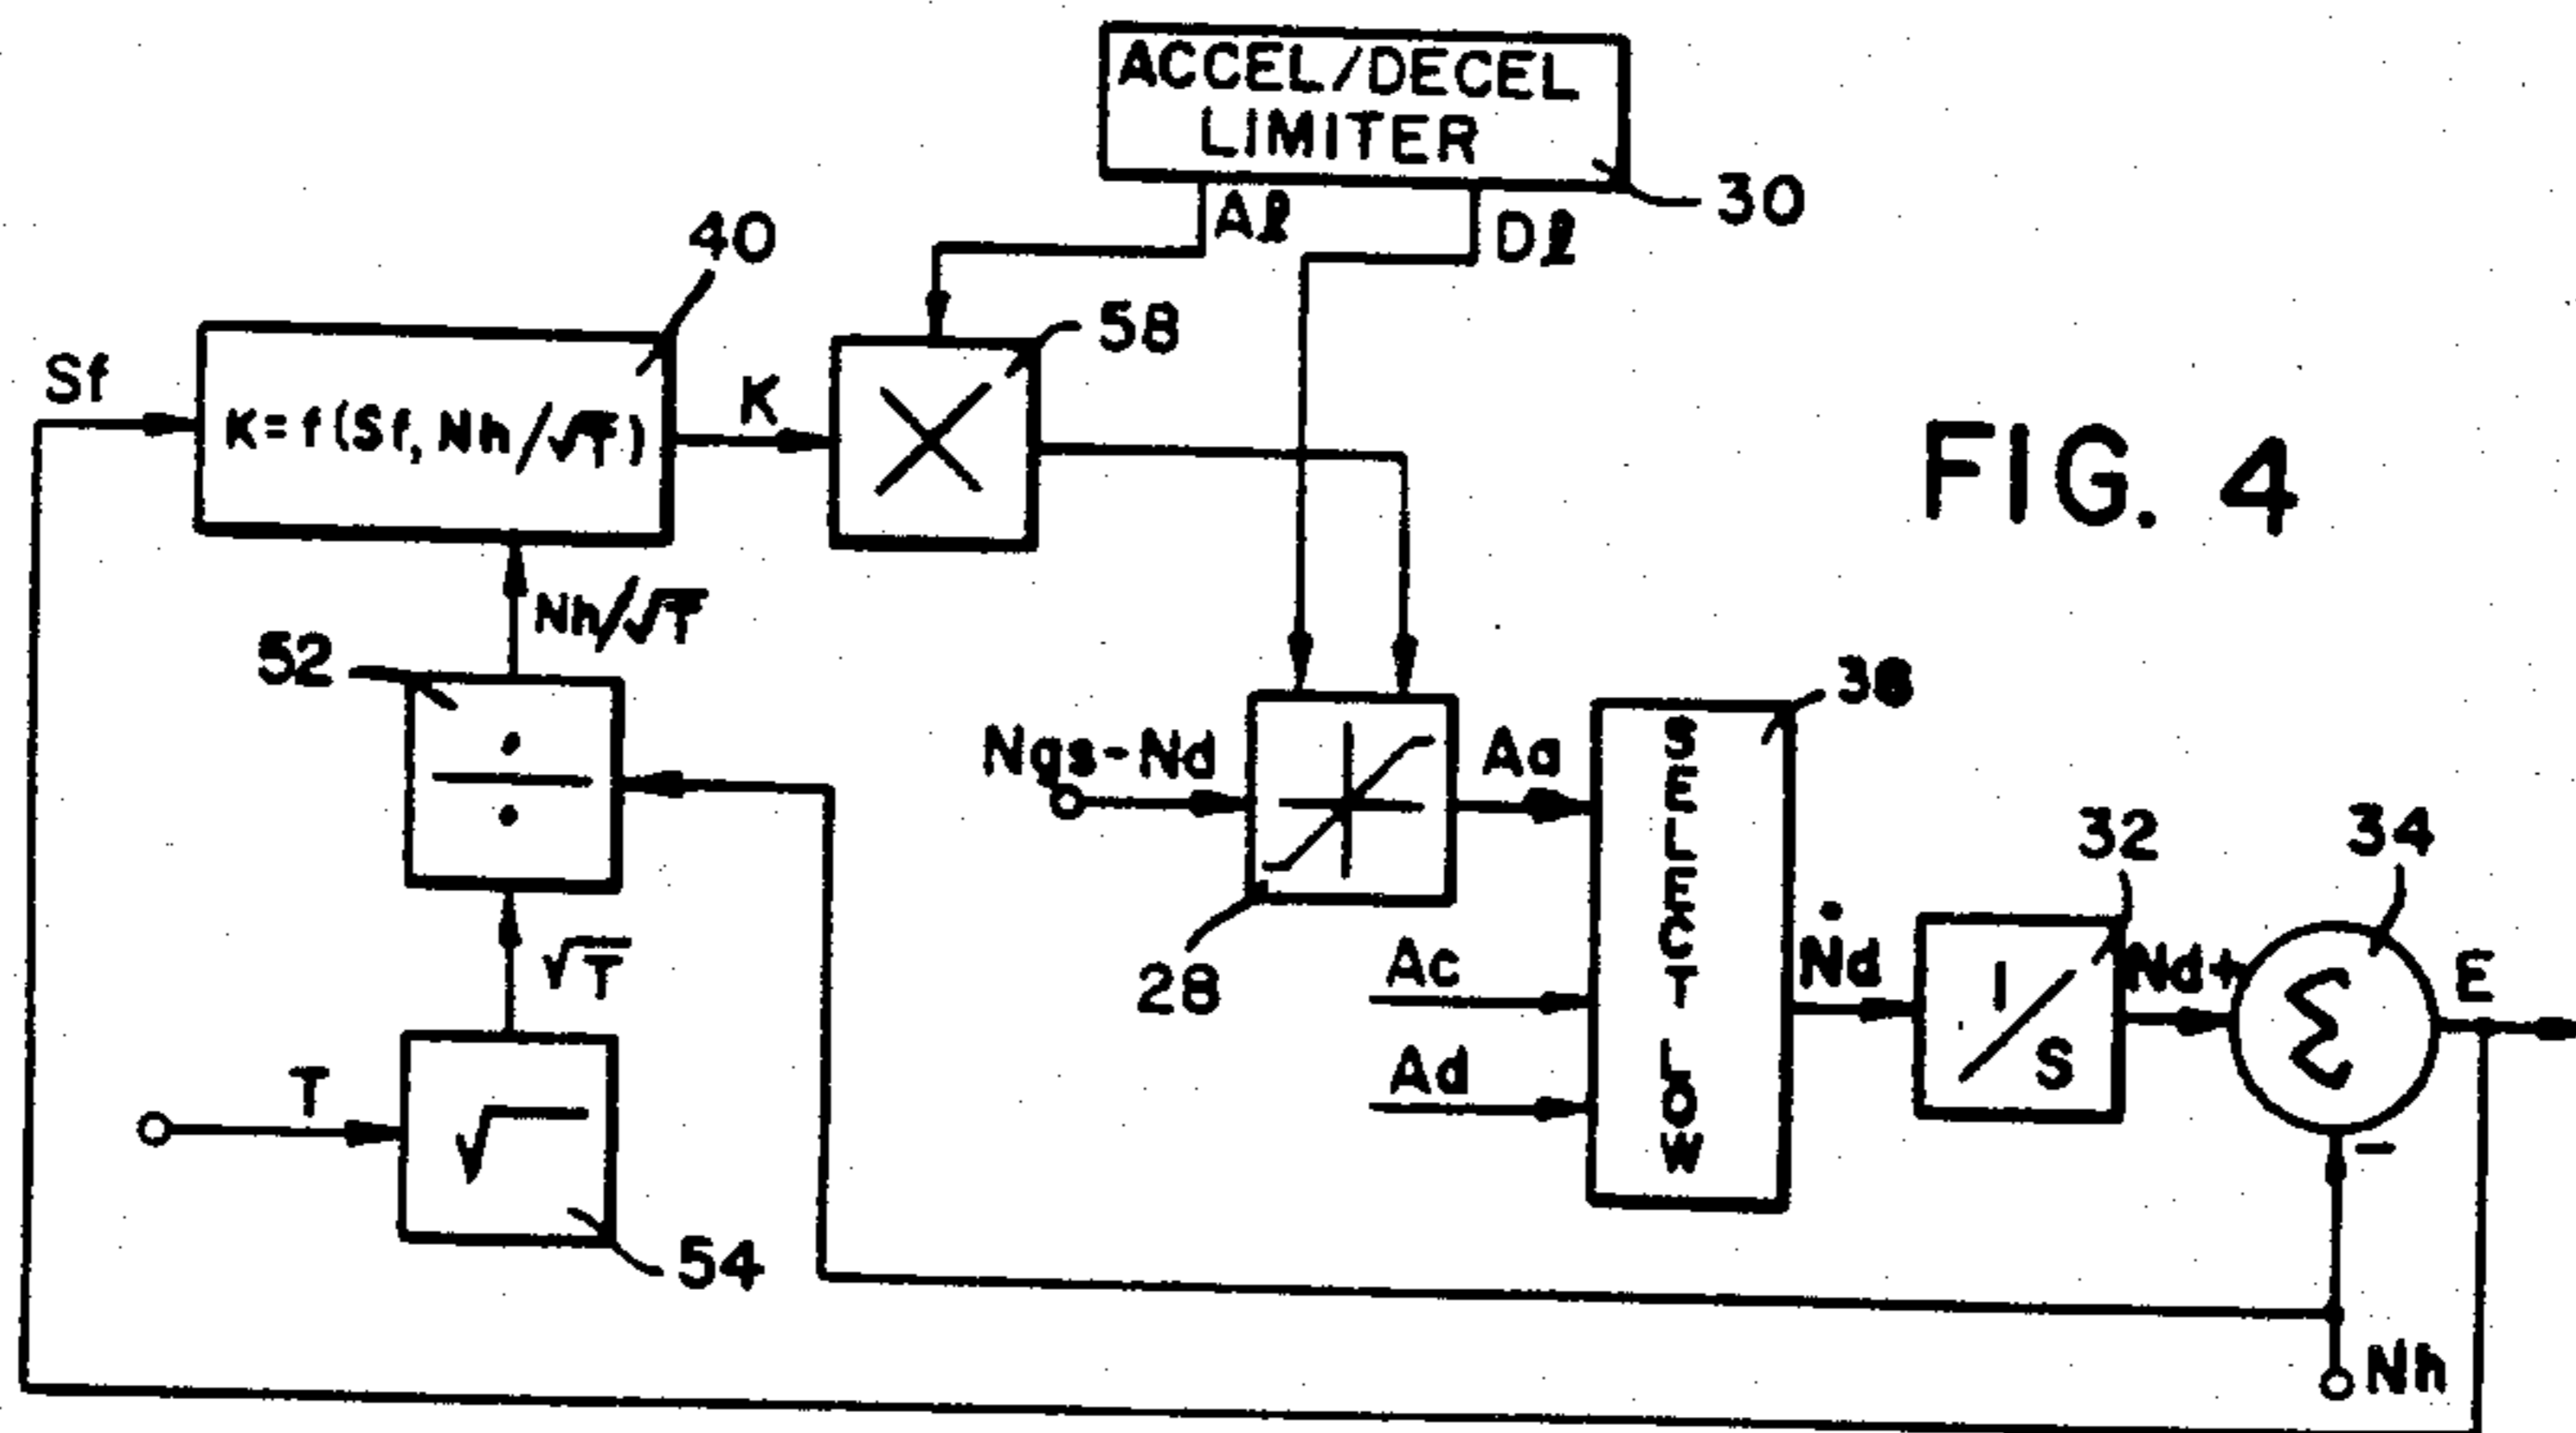 ACCEL/DECEL
LIMITER
30
Aℓ
Dℓ
40
58
Sf
K=f(Sf, Nh/√T)
K
FIG. 4
Nh/√T
52
38
Ngs-Nd
Aa
SELECT LOW
28
Ac
Ad
Ṅd
32
1/S
Nd+
34
Σ
E
-
÷
√T
T
√
54
Nh